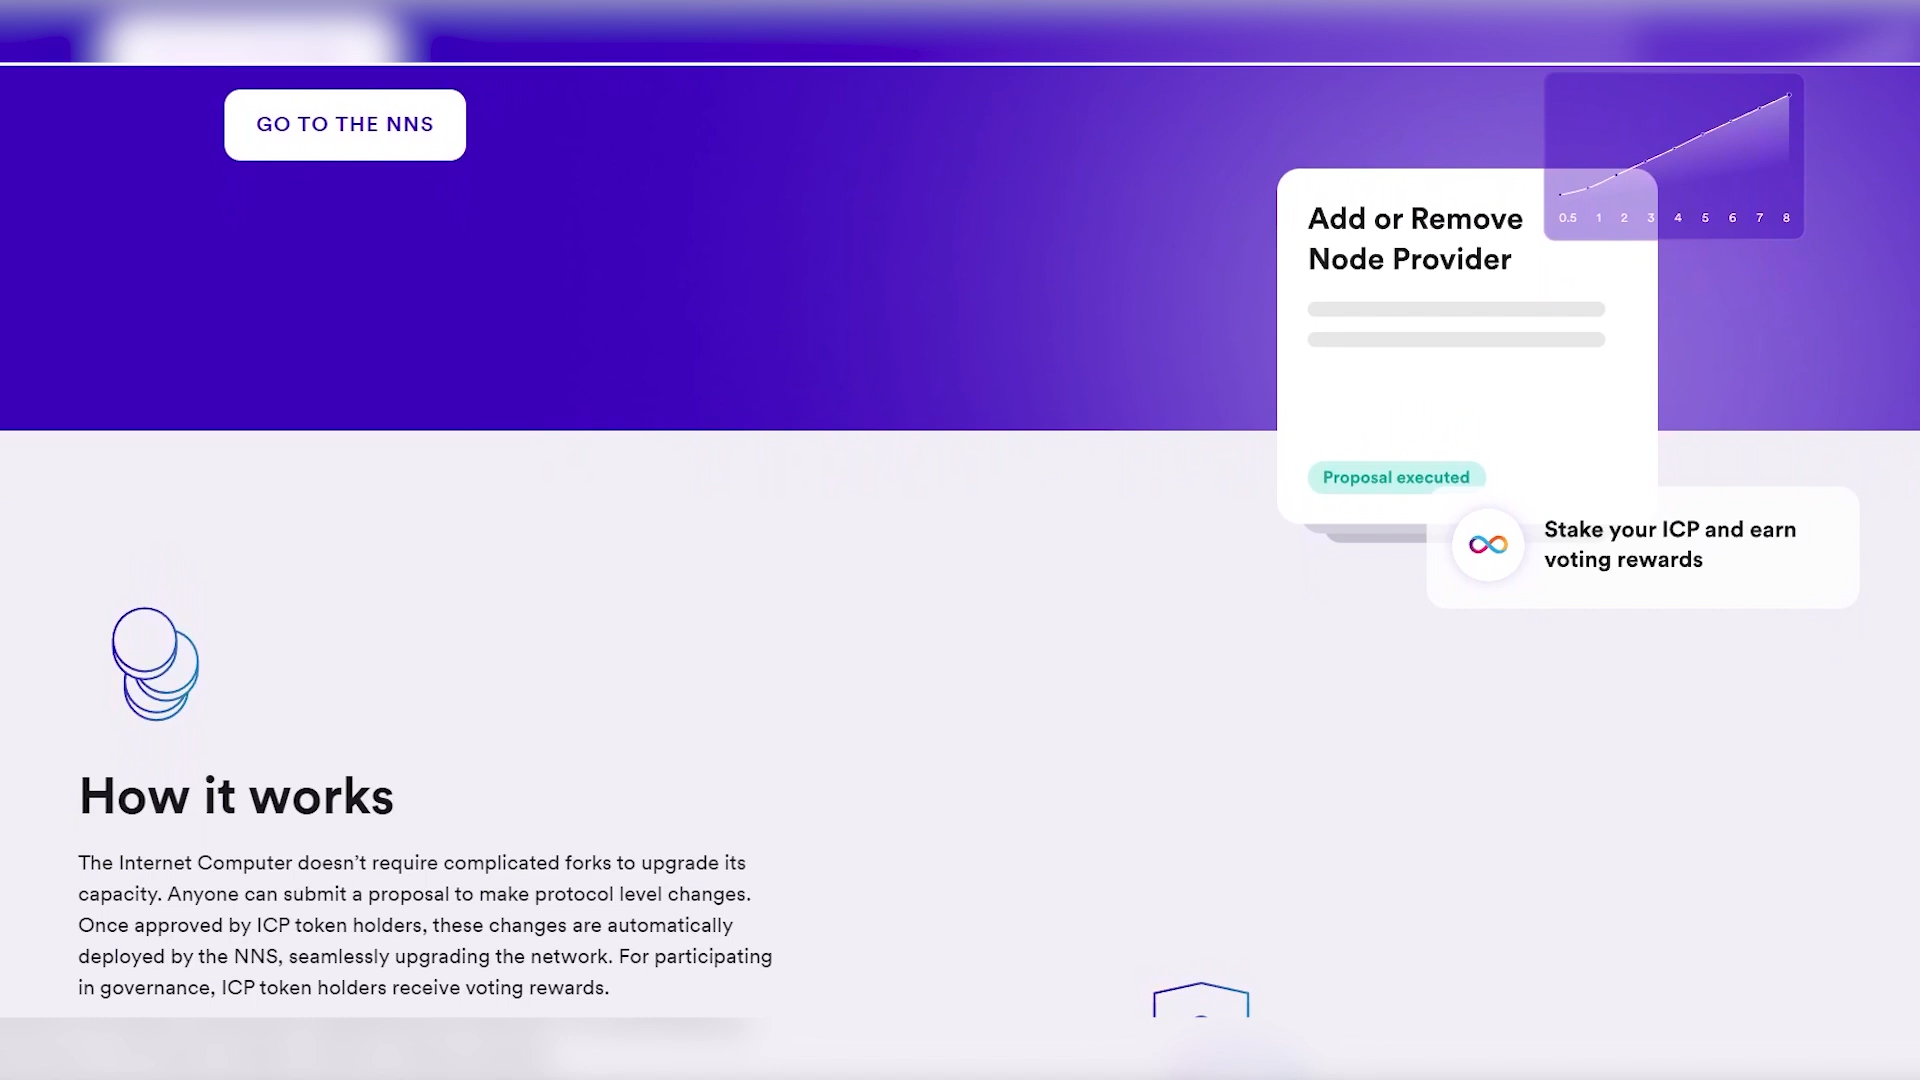 GO TO THE NNS
0.5 1 2 3 4 5 6 7 8
Add or Remove
Node Provider
Proposal executed
Stake your ICP and earn
voting rewards
How it works
The Internet Computer doesn’t require complicated forks to upgrade its
capacity. Anyone can submit a proposal to make protocol level changes.
Once approved by ICP token holders, these changes are automatically
deployed by the NNS, seamlessly upgrading the network. For participating
in governance, ICP token holders receive voting rewards.